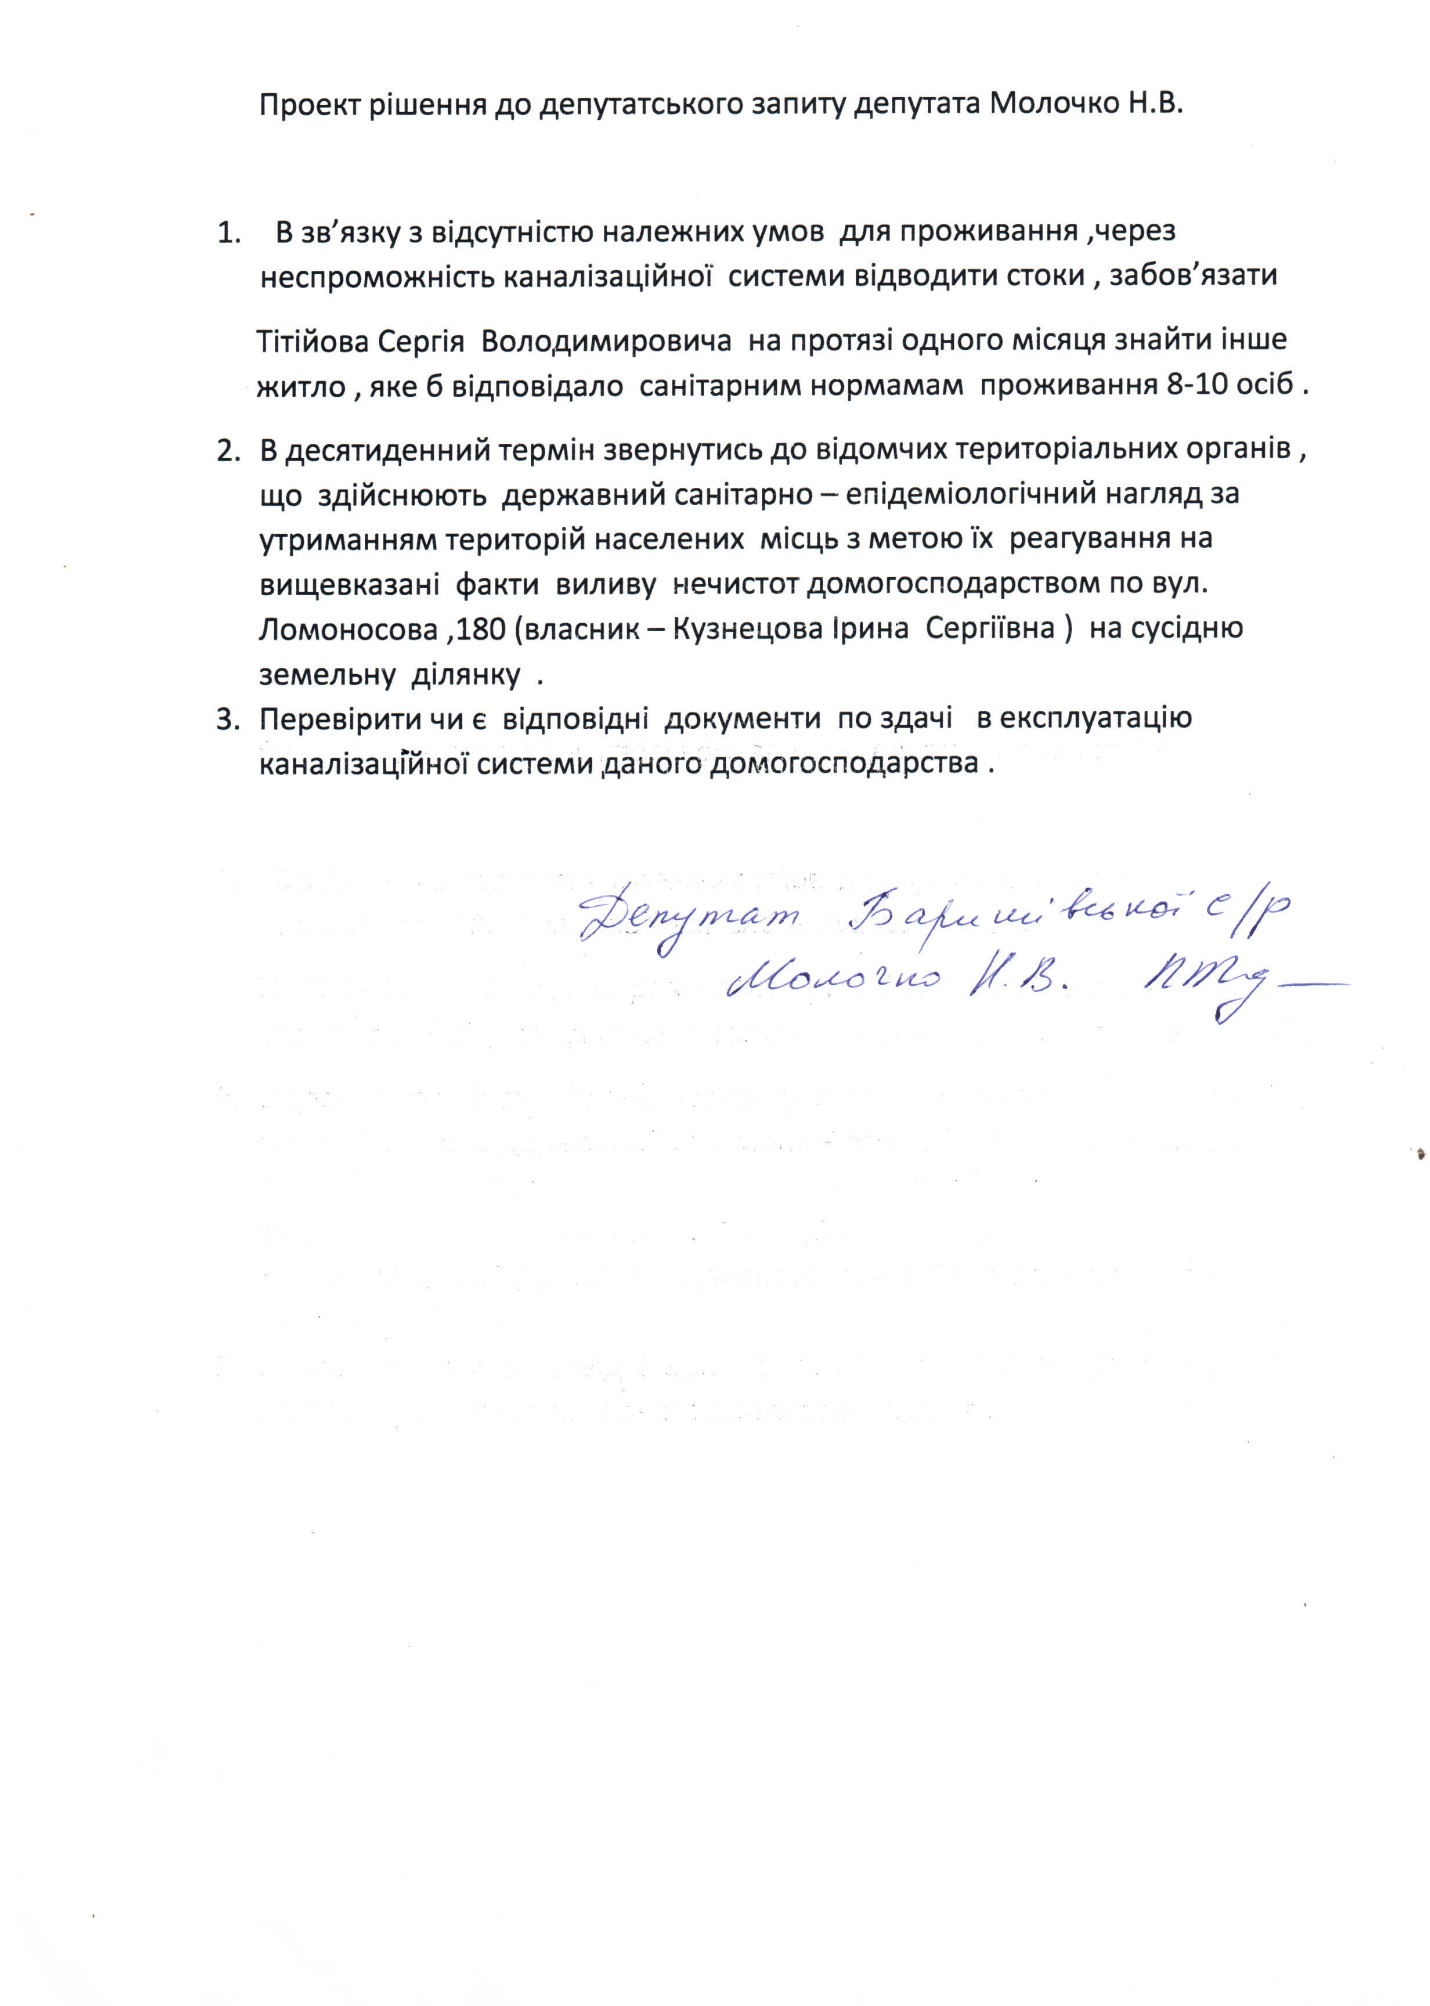 Проект рішення до депутатського запиту депутата Молочко Н.В.
1. В зв’язку з відсутністю належних умов для проживання ,через
неспроможність каналізаційної системи відводити стоки , забов’язати
Тітійова Сергія Володимировича на протязі одного місяця знайти інше
житло , яке б відповідало санітарним нормамам проживання 8-10 осіб .
2. В десятиденний термін звернутись до відомчих територіальних органів ,
що здійснюють державний санітарно – епідеміологічний нагляд за
утриманням територій населених місць з метою їх реагування на
вищевказані факти виливу нечистот домогосподарством по вул.
Ломоносова ,180 (власник – Кузнецова Ірина Сергіївна ) на сусідню
земельну ділянку .
3. Перевірити чи є відповідні документи по здачі в експлуатацію
каналізаційної системи даного домогосподарства .
Депутат Баришівської с/р
Молочко Н.В.